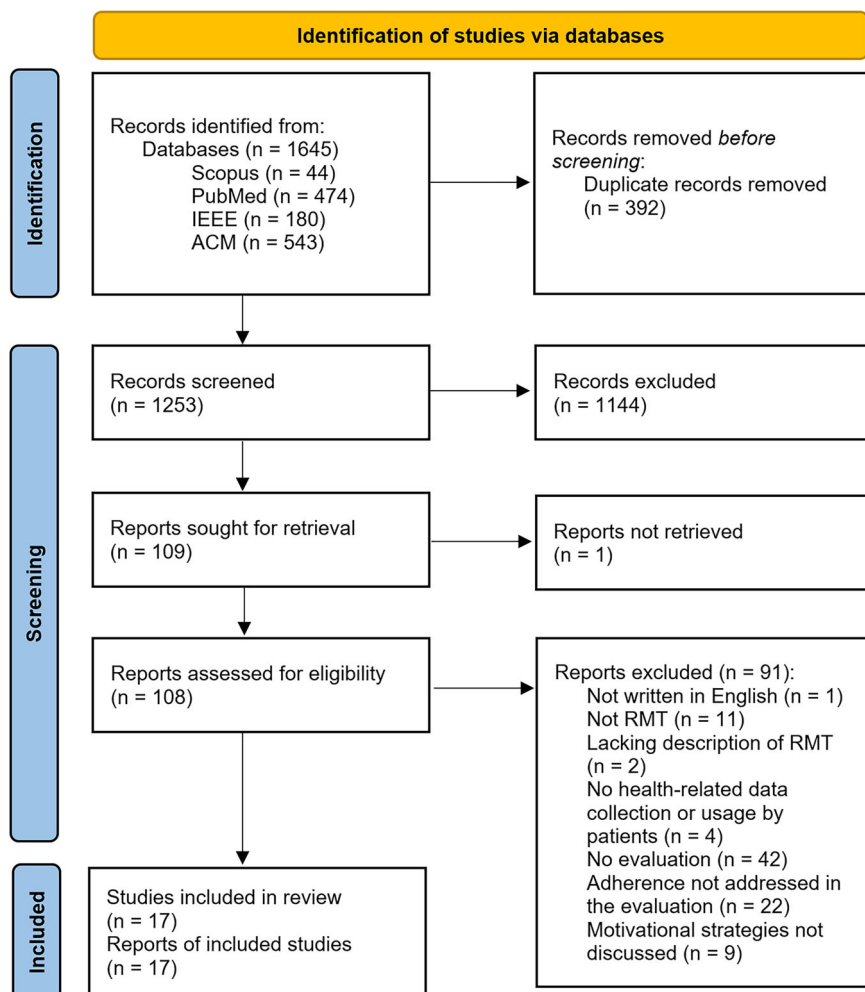 Identification of studies via databases
Identification
Records identified from:
Databases (n = 1645)
Scopus (n = 44)
PubMed (n = 474)
IEEE (n = 180)
ACM (n = 543)
Records removed before
screening:
Duplicate records removed
(n = 392)
Screening
Records screened
(n = 1253)
Records excluded
(n = 1144)
Reports sought for retrieval
(n = 109)
Reports not retrieved
(n = 1)
Reports assessed for eligibility
(n = 108)
Reports excluded (n = 91):
Not written in English (n = 1)
Not RMT (n = 11)
Lacking description of RMT
(n = 2)
No health-related data
collection or usage by
patients (n = 4)
No evaluation (n = 42)
Adherence not addressed in
the evaluation (n = 22)
Motivational strategies not
discussed (n = 9)
Included
Studies included in review
(n = 17)
Reports of included studies
(n = 17)